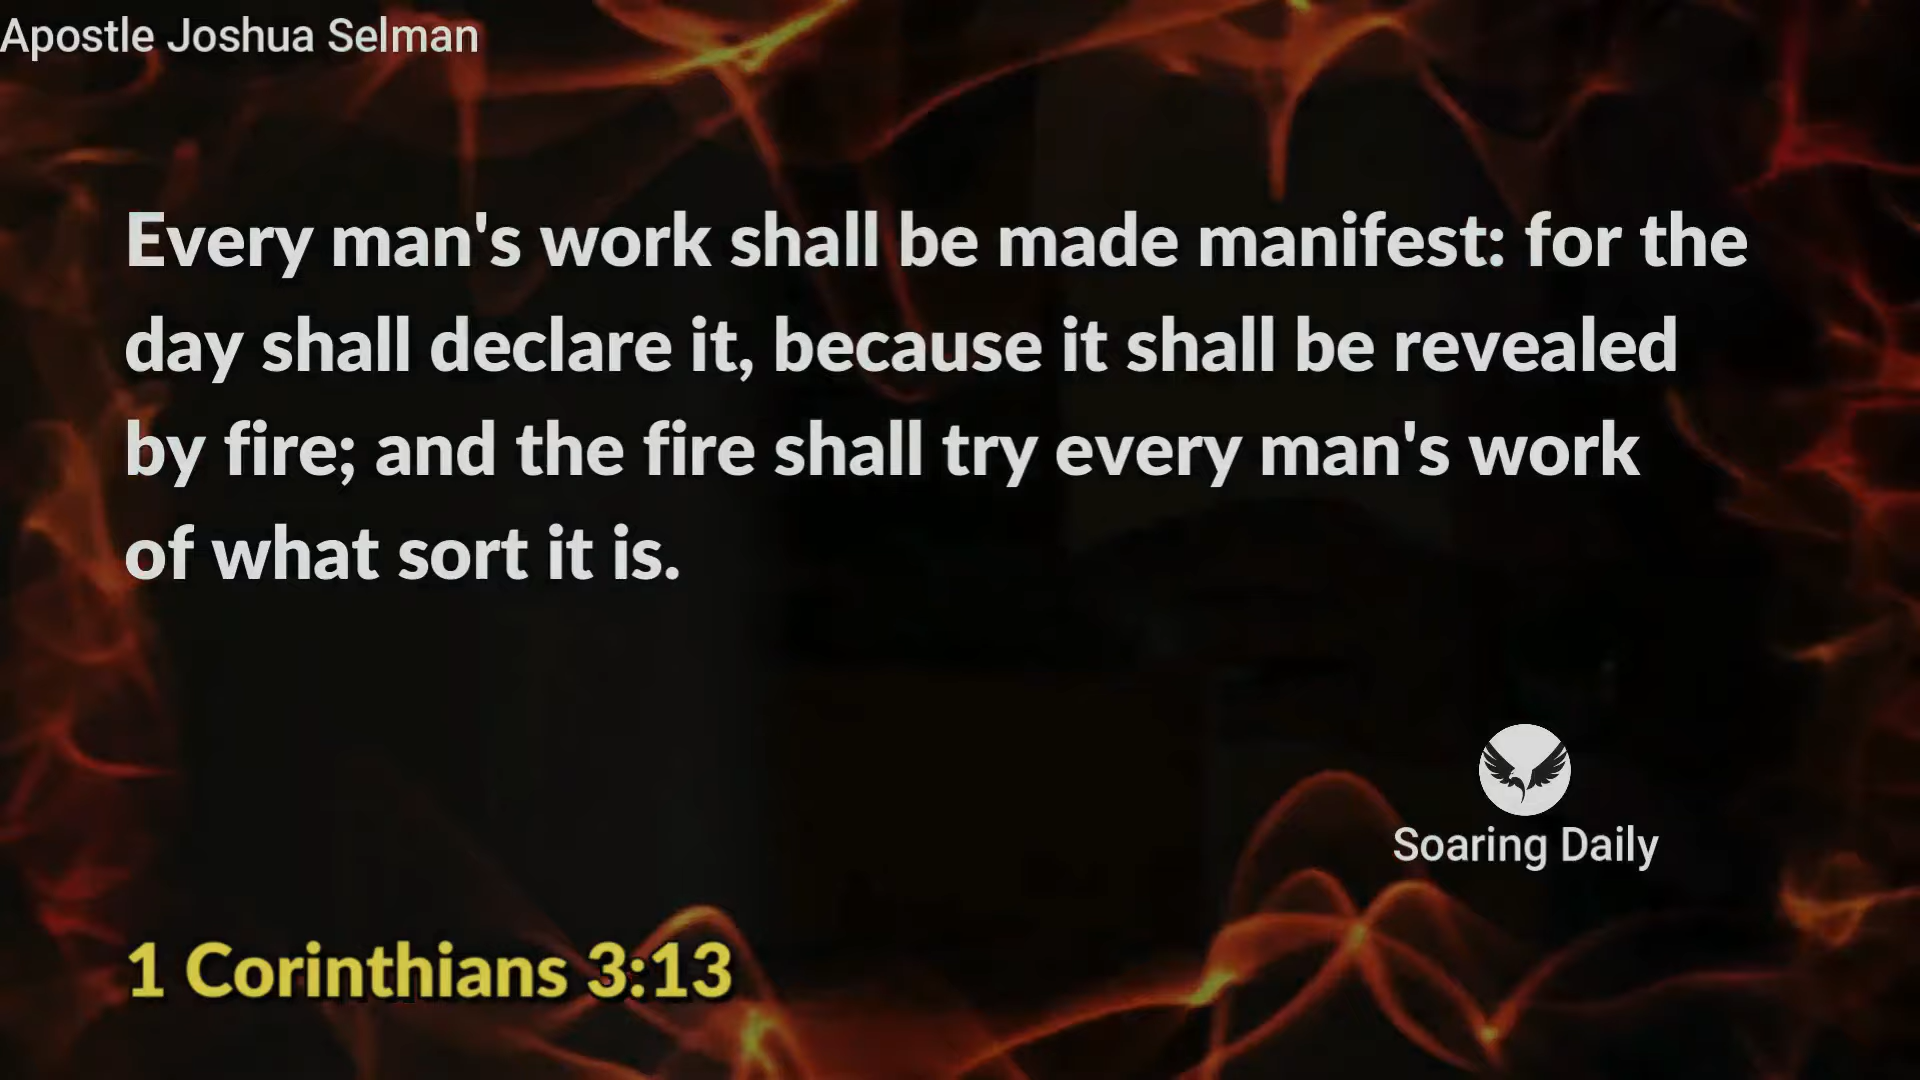 Apostle Joshua Selman
Every man's work shall be made manifest: for the
day shall declare it, because it shall be revealed
by fire; and the fire shall try every man's work
of what sort it is.
Soaring Daily
1 Corinthians 3:13